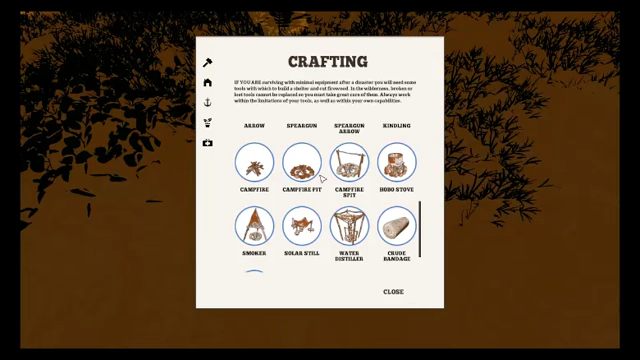 CRAFTING
IF YOU ARE surviving with minimal equipment after a disaster you will need some
tools with which to build a shelter and cut firewood. In the wilderness, broken or
lost tools cannot be replaced so you must take great care of them. Always work
within the limitations of your tools, as well as within your own capabilities.
ARROW SPEARGUN SPEARGUN ARROW KINDLING
CAMPFIRE CAMPFIRE PIT CAMPFIRE SPIT HOBO STOVE
SMOKER SOLAR STILL WATER DISTILLER CRUDE BANDAGE
CLOSE